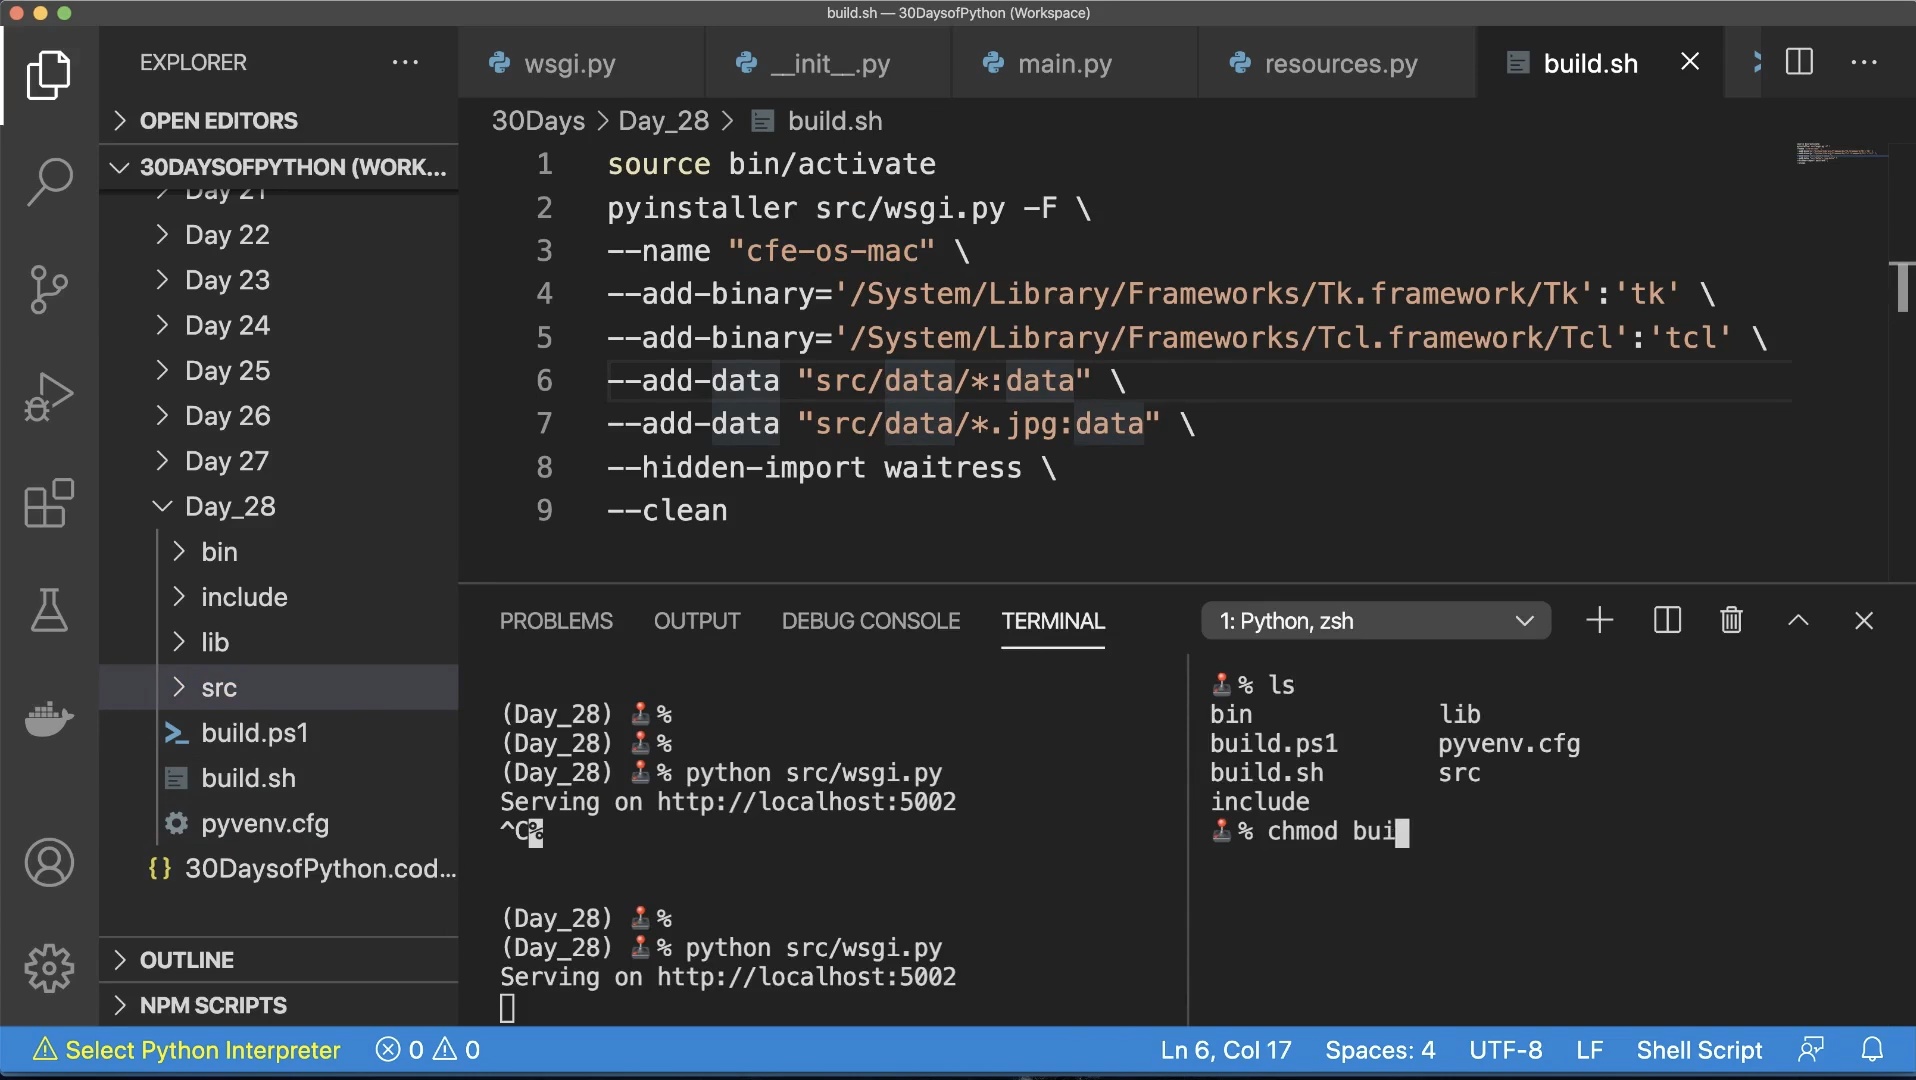 build.sh — 30DaysofPython (Workspace)
EXPLORER
OPEN EDITORS
30DAYSOFPYTHON (WORK...
Day 21
Day 22
Day 23
Day 24
Day 25
Day 26
Day 27
Day_28
bin
include
lib
src
build.ps1
build.sh
pyvenv.cfg
30DaysofPython.cod...
OUTLINE
NPM SCRIPTS
wsgi.py
__init__.py
main.py
resources.py
build.sh
30Days > Day_28 > build.sh
1 source bin/activate
2 pyinstaller src/wsgi.py -F \
3 --name "cfe-os-mac" \
4 --add-binary='/System/Library/Frameworks/Tk.framework/Tk':'tk' \
5 --add-binary='/System/Library/Frameworks/Tcl.framework/Tcl':'tcl' \
6 --add-data "src/data/*:data" \
7 --add-data "src/data/*.jpg:data" \
8 --hidden-import waitress \
9 --clean
PROBLEMS OUTPUT DEBUG CONSOLE TERMINAL
1: Python, zsh
(Day_28) 🕹% 
(Day_28) 🕹% 
(Day_28) 🕹% python src/wsgi.py
Serving on http://localhost:5002
^C%
(Day_28) 🕹% 
(Day_28) 🕹% python src/wsgi.py
Serving on http://localhost:5002
🕹% ls
bin lib
build.ps1 pyvenv.cfg
build.sh src
include
🕹% chmod bui
Select Python Interpreter 0 0
Ln 6, Col 17 Spaces: 4 UTF-8 LF Shell Script